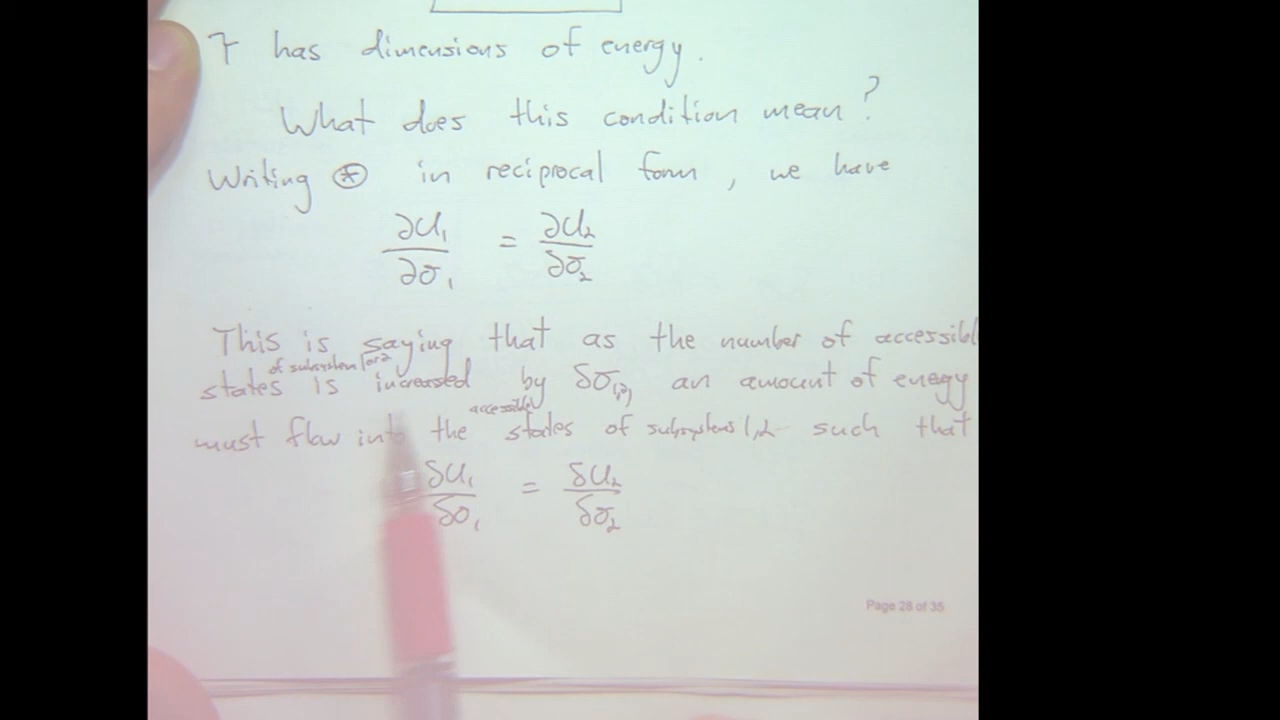 τ has dimensions of energy.
What does this condition mean?
Writing ⊛ in reciprocal form, we have
∂U₁/∂σ₁ = ∂U₂/∂σ₂
This is saying that as the number of accessibl
of subsystem 1 or 2
states is increased by δσ₁,₂, an amount of energy
accessible
must flow into the states of subsystems 1,2 such that
δU₁/δσ₁ = δU₂/δσ₂
Page 28 of 35